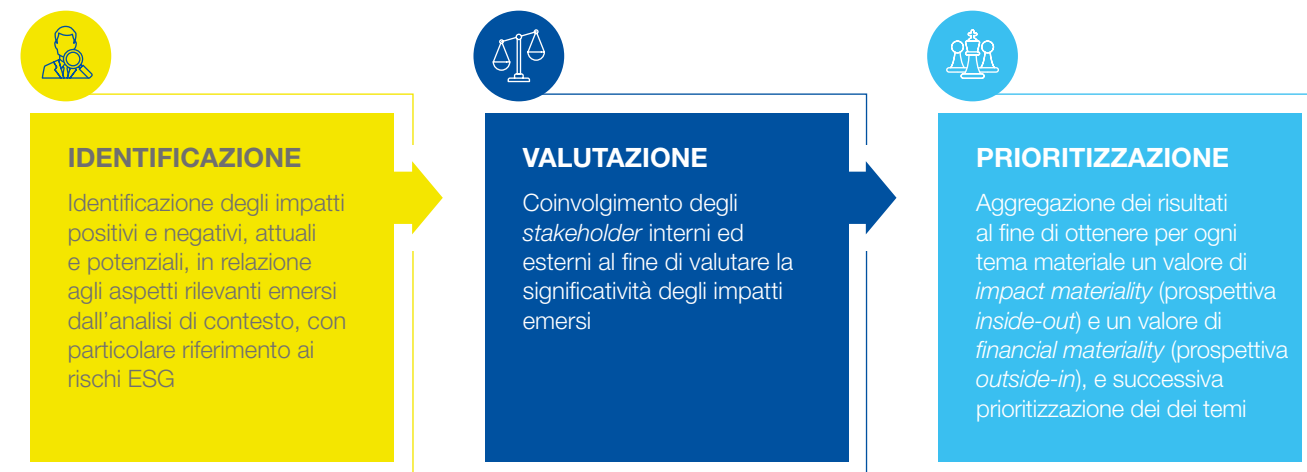 IDENTIFICAZIONE
Identificazione degli impatti
positivi e negativi, attuali
e potenziali, in relazione
agli aspetti rilevanti emersi
dall'analisi di contesto, con
particolare riferimento ai
rischi ESG
VALUTAZIONE
Coinvolgimento degli
stakeholder interni ed
esterni al fine di valutare la
significatività degli impatti
emersi
PRIORITIZZAZIONE
Aggregazione dei risultati
al fine di ottenere per ogni
tema materiale un valore di
impact materiality (prospettiva
inside-out) e un valore di
financial materiality (prospettiva
outside-in), e successiva
prioritizzazione dei dei temi